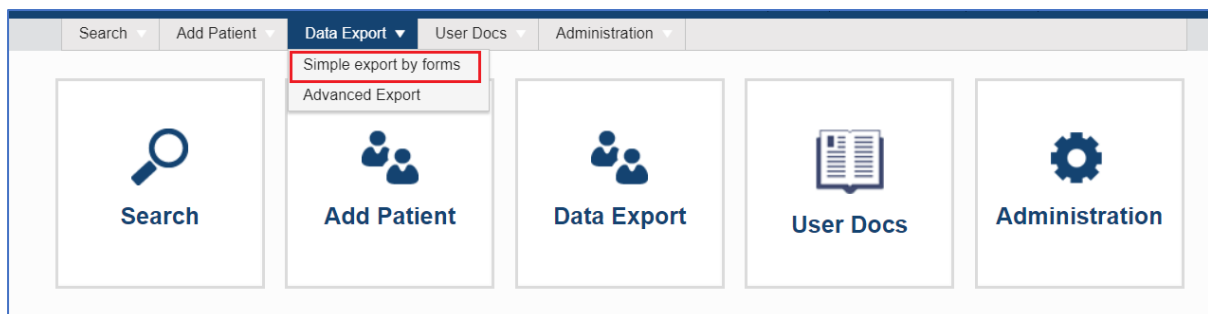 Search Add Patient Data Export User Docs Administration
Simple export by forms
Advanced Export
Search Add Patient Data Export User Docs Administration